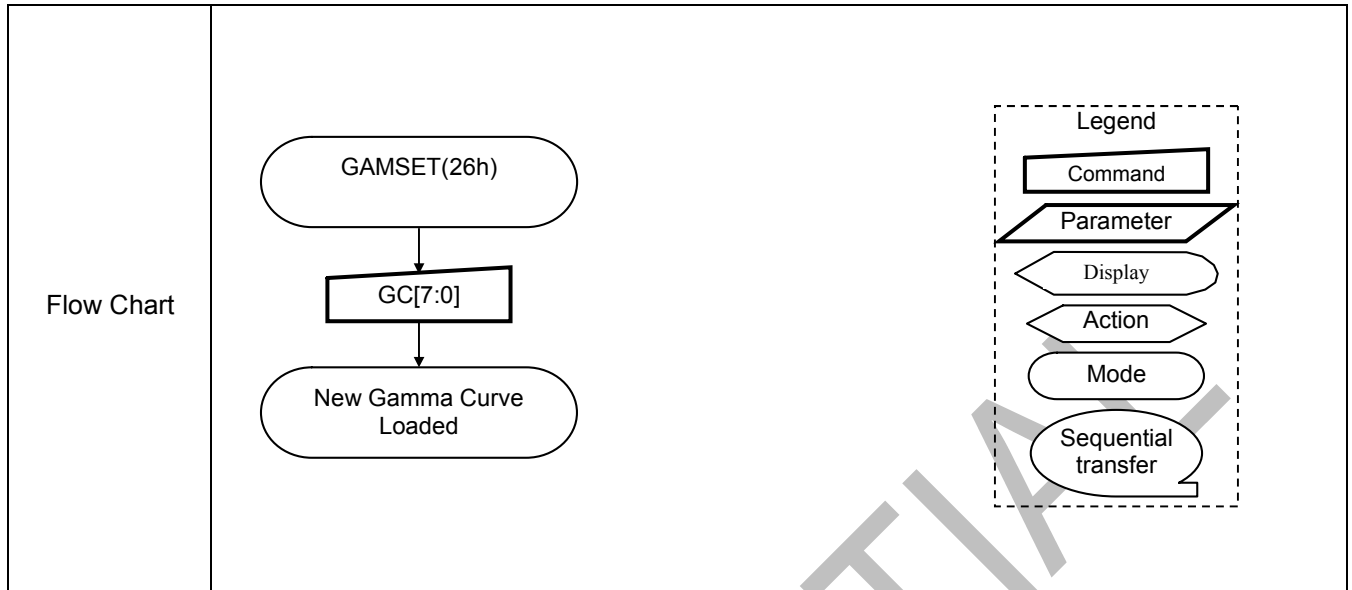 Flow Chart
GAMSET(26h)
GC[7:0]
New Gamma Curve
Loaded
Legend
Command
Parameter
Display
Action
Mode
Sequential
transfer
TIAL